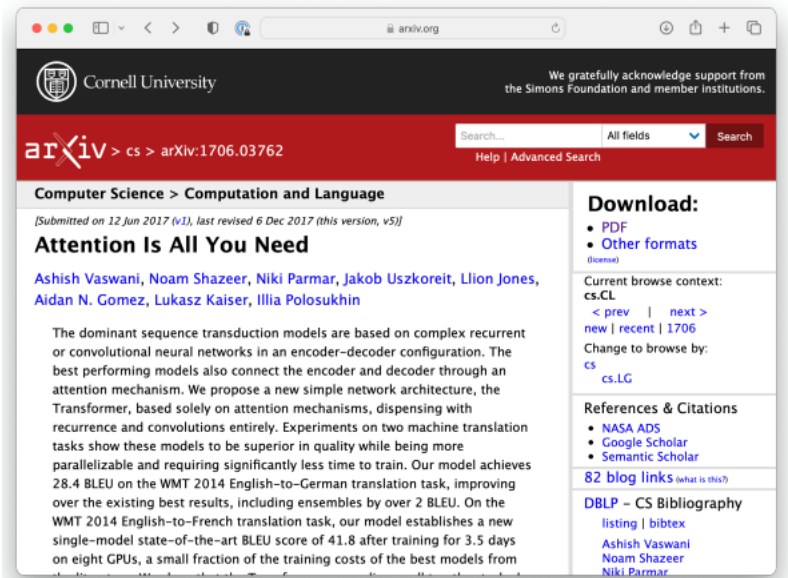 arxiv.org
Cornell University
We gratefully acknowledge support from
the Simons Foundation and member institutions.
arXiv > cs > arXiv:1706.03762
Search...
All fields
Search
Help | Advanced Search
Computer Science > Computation and Language
[Submitted on 12 Jun 2017 (v1), last revised 6 Dec 2017 (this version, v5)]
Attention Is All You Need
Ashish Vaswani, Noam Shazeer, Niki Parmar, Jakob Uszkoreit, Llion Jones,
Aidan N. Gomez, Lukasz Kaiser, Illia Polosukhin
The dominant sequence transduction models are based on complex recurrent
or convolutional neural networks in an encoder-decoder configuration. The
best performing models also connect the encoder and decoder through an
attention mechanism. We propose a new simple network architecture, the
Transformer, based solely on attention mechanisms, dispensing with
recurrence and convolutions entirely. Experiments on two machine translation
tasks show these models to be superior in quality while being more
parallelizable and requiring significantly less time to train. Our model achieves
28.4 BLEU on the WMT 2014 English-to-German translation task, improving
over the existing best results, including ensembles by over 2 BLEU. On the
WMT 2014 English-to-French translation task, our model establishes a new
single-model state-of-the-art BLEU score of 41.8 after training for 3.5 days
on eight GPUs, a small fraction of the training costs of the best models from
Download:
• PDF
• Other formats
(license)
Current browse context:
cs.CL
< prev | next >
new | recent | 1706
Change to browse by:
cs
cs.LG
References & Citations
• NASA ADS
• Google Scholar
• Semantic Scholar
82 blog links (what is this?)
DBLP – CS Bibliography
listing | bibtex
Ashish Vaswani
Noam Shazeer
Niki Parmar